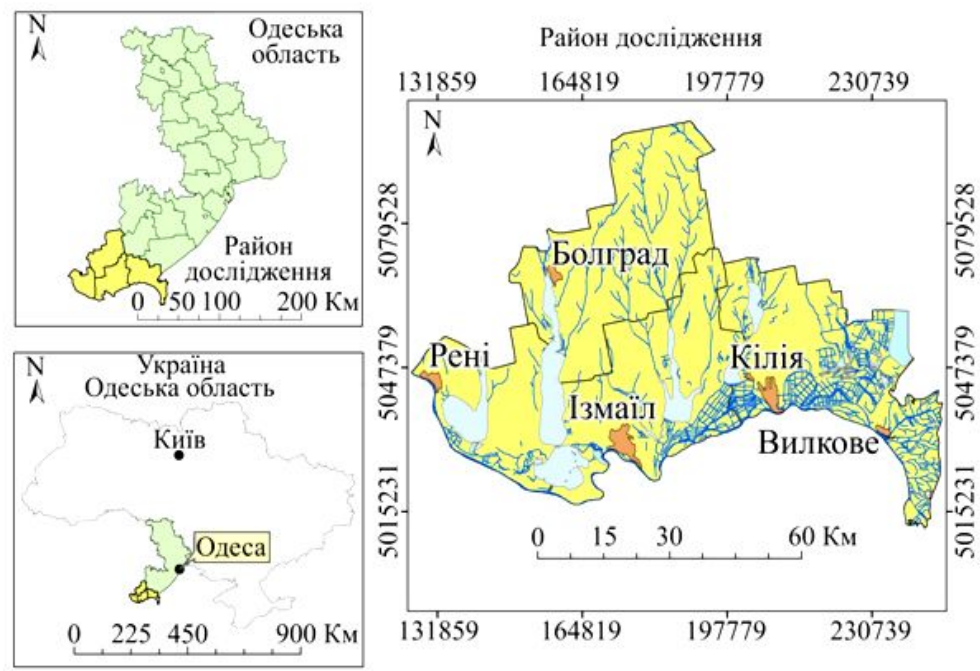 N
Одеська
область
Район
дослідження
0 50 100 200 Км
N
Україна
Одеська область
Київ
Одеса
0 225 450 900 Км
Район дослідження
131859 164819 197779 230739
N
5079528
5079528
Болград
Рені
Кілія
5047379
5047379
Ізмаїл
Вилкове
5015231
5015231
0 15 30 60 Км
131859 164819 197779 230739